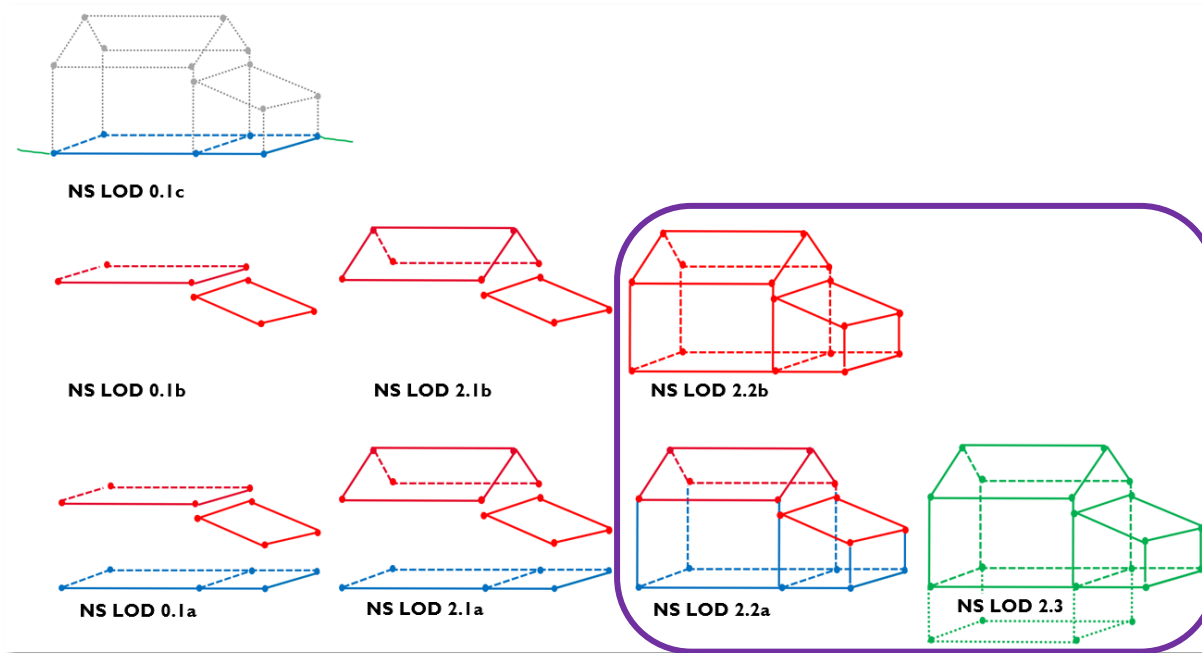 NS LOD 0.1c
NS LOD 0.1b
NS LOD 2.1b
NS LOD 2.2b
NS LOD 0.1a
NS LOD 2.1a
NS LOD 2.2a
NS LOD 2.3